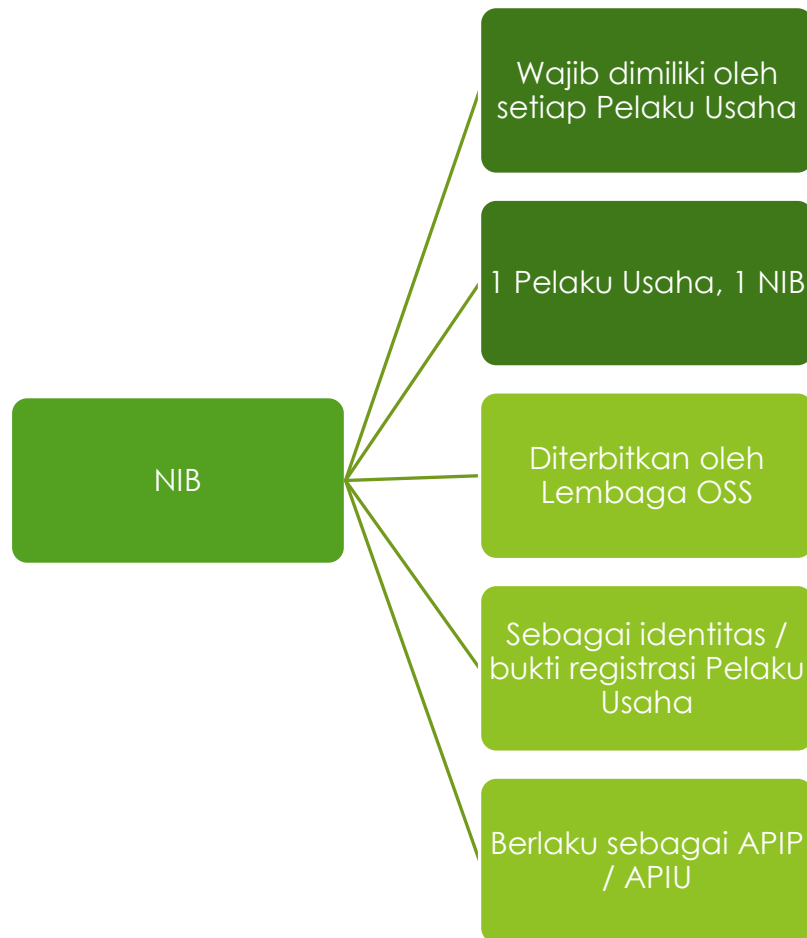 Wajib dimiliki oleh
setiap Pelaku Usaha
1 Pelaku Usaha, 1 NIB
NIB
Diterbitkan oleh
Lembaga OSS
Sebagai identitas /
bukti registrasi Pelaku
Usaha
Berlaku sebagai APIP
/ APIU